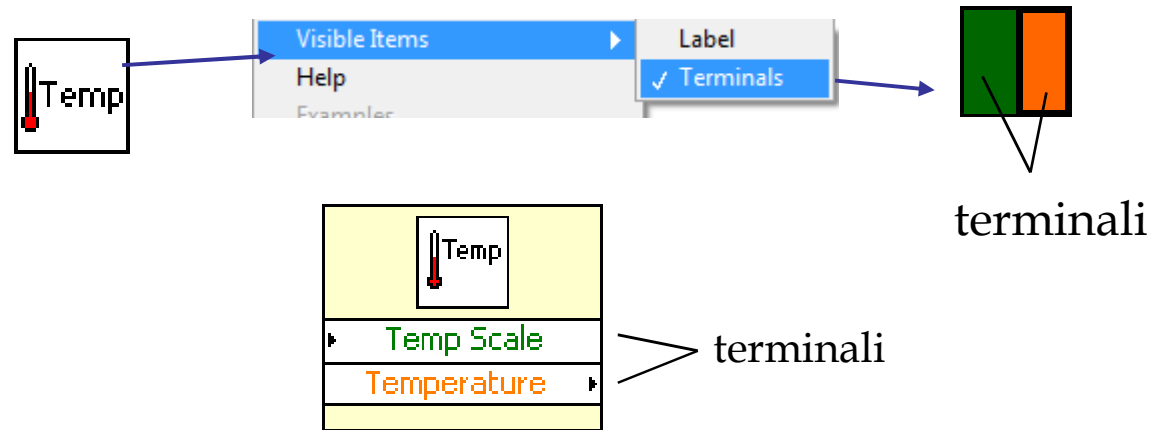 Temp
Visible Items
Label
Help
Terminals
Examples
terminali
Temp
Temp Scale
Temperature
terminali